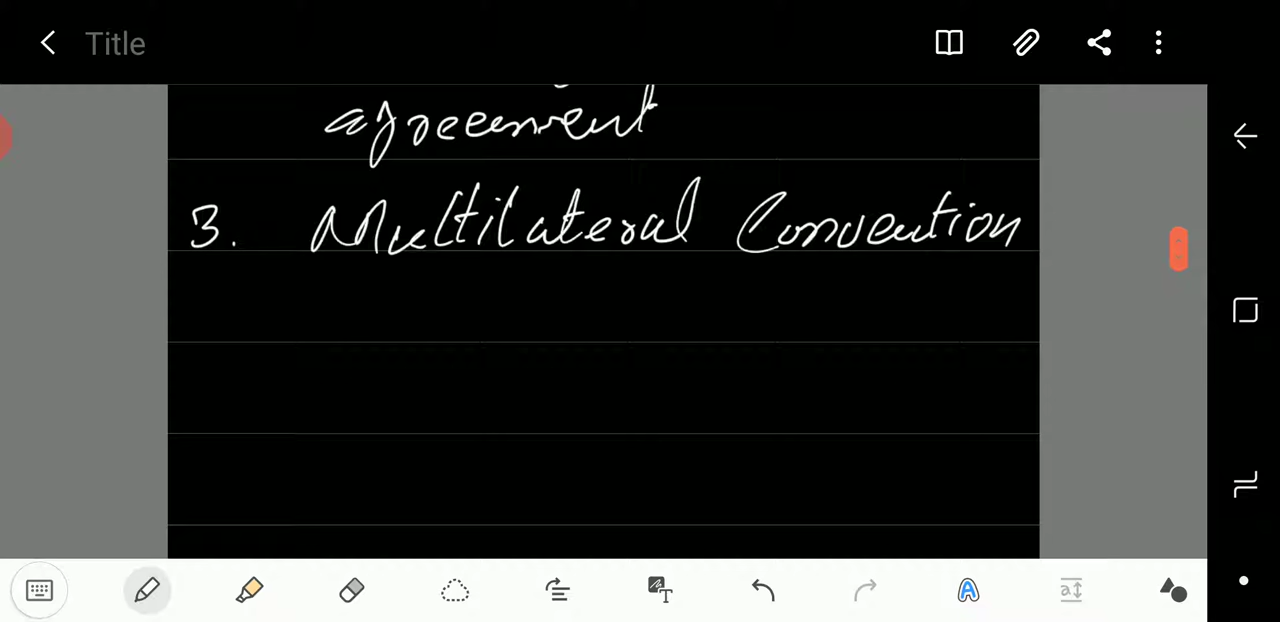 Title
agreement
3. Multilateral Convention